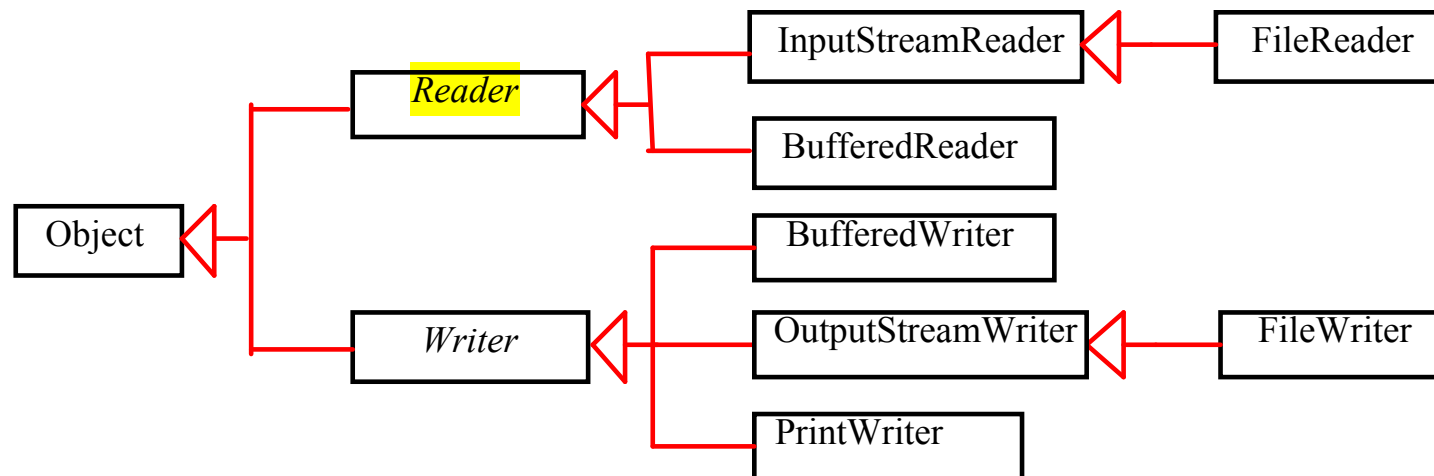 InputStreamReader
FileReader
Reader
BufferedReader
Object
BufferedWriter
Writer
OutputStreamWriter
FileWriter
PrintWriter